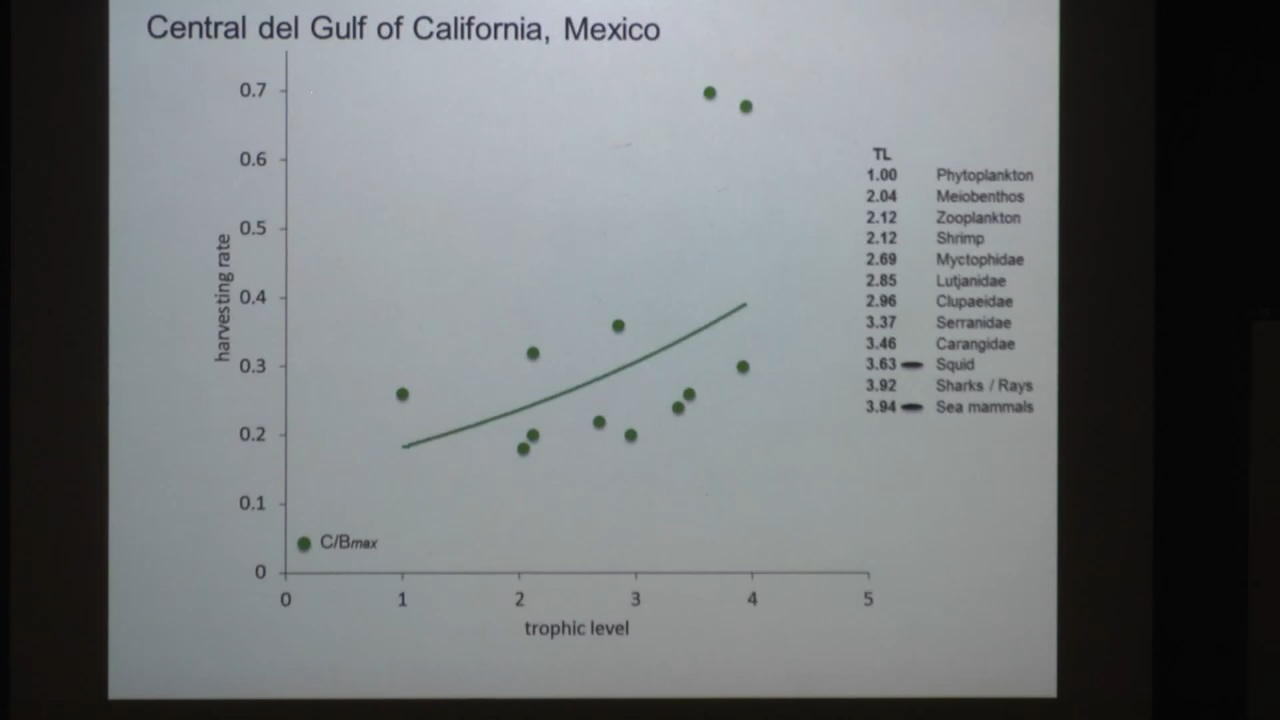 Central del Gulf of California, Mexico
0.7
0.6
0.5
0.4
0.3
0.2
0.1
0
harvesting rate
C/Bmax
0 1 2 3 4 5
trophic level
TL
1.00 Phytoplankton
2.04 Meiobenthos
2.12 Zooplankton
2.12 Shrimp
2.69 Myctophidae
2.85 Lutjanidae
2.96 Clupaeidae
3.37 Serranidae
3.46 Carangidae
3.63 Squid
3.92 Sharks / Rays
3.94 Sea mammals